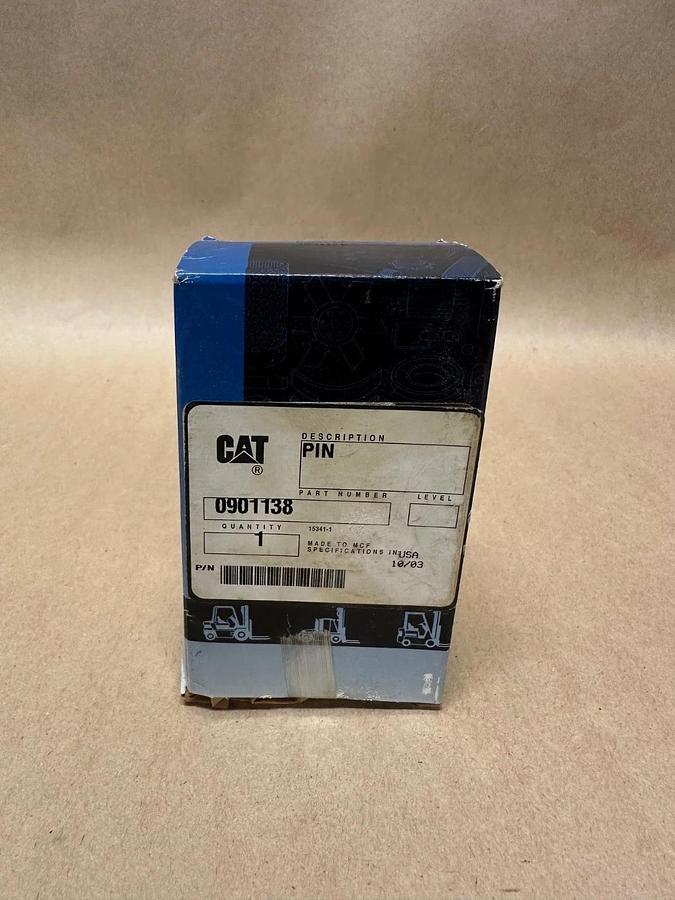 CAT
®
DESCRIPTION
PIN
PART NUMBER LEVEL
0901138
QUANTITY 15341-1
1
MADE TO MCF
SPECIFICATIONS IN USA
10/03
P/N